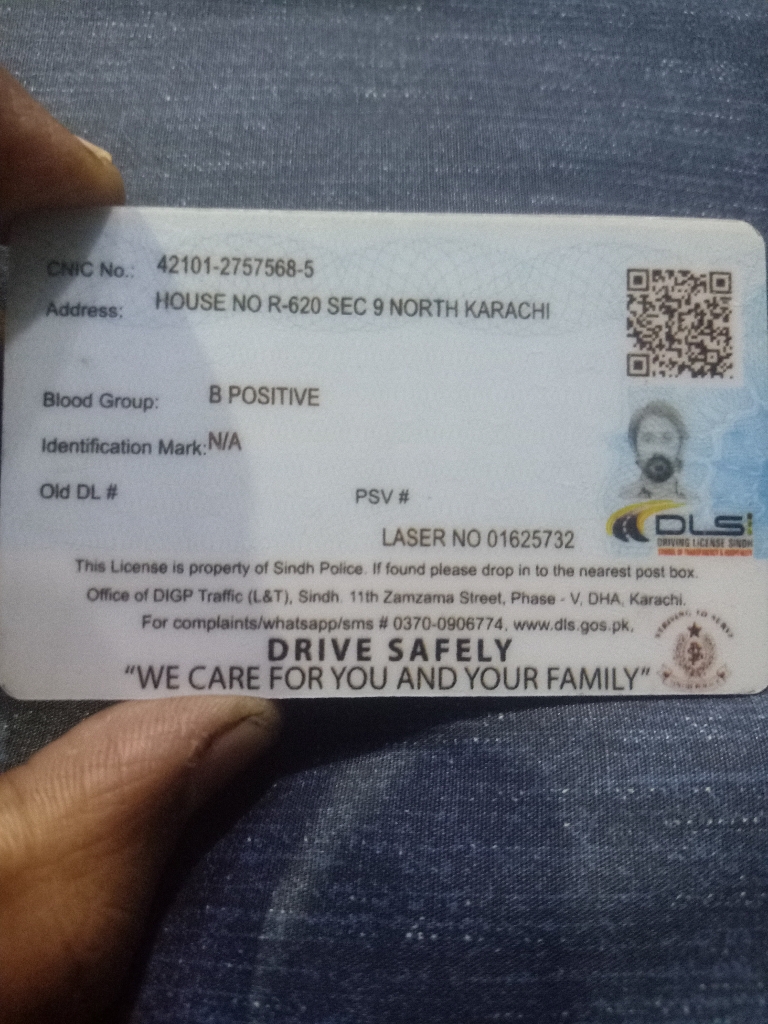 CNIC No.: 42101-2757568-5
Address: HOUSE NO R-620 SEC 9 NORTH KARACHI
Blood Group: B POSITIVE
Identification Mark: N/A
Old DL # PSV #
DLS
DRIVING LICENSE SINDH
LASER NO 01625732
This License is property of Sindh Police. If found please drop in to the nearest post box.
Office of DIGP Traffic (L&T), Sindh. 11th Zamzama Street, Phase - V, DHA, Karachi.
For complaints/whatsapp/sms # 0370-0906774, www.dls.gos.pk,
DRIVE SAFELY
"WE CARE FOR YOU AND YOUR FAMILY"